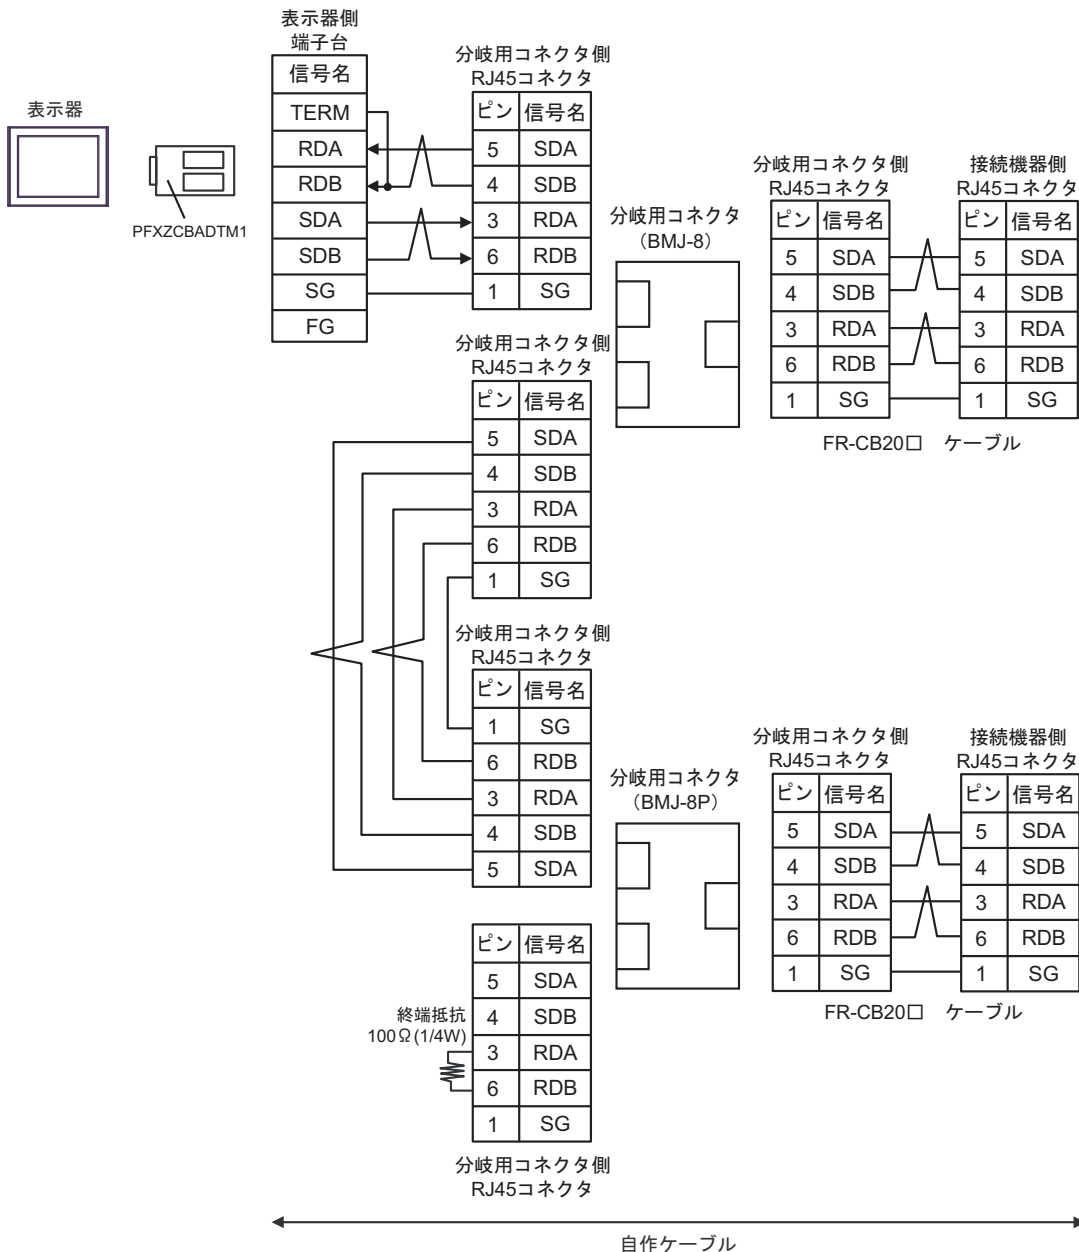 表示器
PFXZCBADTM1
表示器側
端子台
信号名
TERM
RDA
RDB
SDA
SDB
SG
FG
分岐用コネクタ側
RJ45コネクタ
ピン 信号名
5 SDA
4 SDB
3 RDA
6 RDB
1 SG
分岐用コネクタ
（BMJ-8）
分岐用コネクタ側
RJ45コネクタ
ピン 信号名
5 SDA
4 SDB
3 RDA
6 RDB
1 SG
接続機器側
RJ45コネクタ
ピン 信号名
5 SDA
4 SDB
3 RDA
6 RDB
1 SG
FR-CB20□ ケーブル
分岐用コネクタ側
RJ45コネクタ
ピン 信号名
5 SDA
4 SDB
3 RDA
6 RDB
1 SG
分岐用コネクタ側
RJ45コネクタ
ピン 信号名
1 SG
6 RDB
3 RDA
4 SDB
5 SDA
分岐用コネクタ
（BMJ-8P）
分岐用コネクタ側
RJ45コネクタ
ピン 信号名
5 SDA
4 SDB
3 RDA
6 RDB
1 SG
接続機器側
RJ45コネクタ
ピン 信号名
5 SDA
4 SDB
3 RDA
6 RDB
1 SG
FR-CB20□ ケーブル
終端抵抗
100Ω(1/4W)
ピン 信号名
5 SDA
4 SDB
3 RDA
6 RDB
1 SG
分岐用コネクタ側
RJ45コネクタ
自作ケーブル